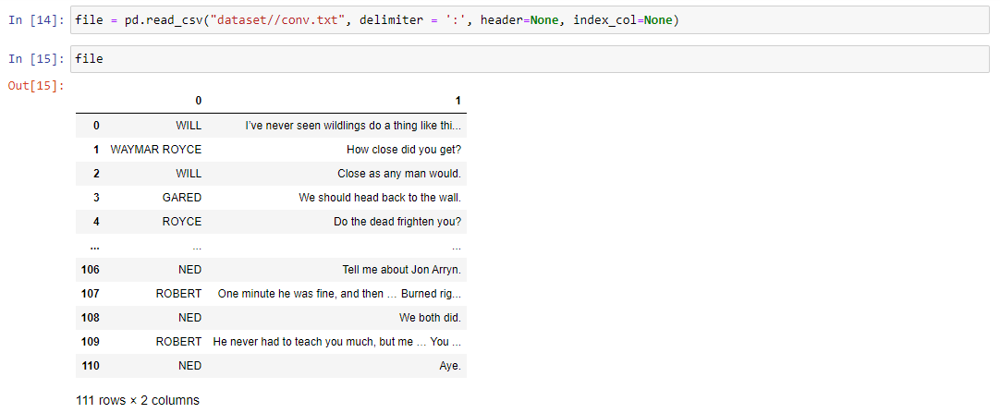 In [14]: file = pd.read_csv("dataset//conv.txt", delimiter = ':', header=None, index_col=None)
In [15]: file
Out[15]:
0 1
0 WILL I've never seen wildlings do a thing like thi...
1 WAYMAR ROYCE How close did you get?
2 WILL Close as any man would.
3 GARED We should head back to the wall.
4 ROYCE Do the dead frighten you?
... ... ...
106 NED Tell me about Jon Arryn.
107 ROBERT One minute he was fine, and then … Burned rig...
108 NED We both did.
109 ROBERT He never had to teach you much, but me … You ...
110 NED Aye.
111 rows × 2 columns